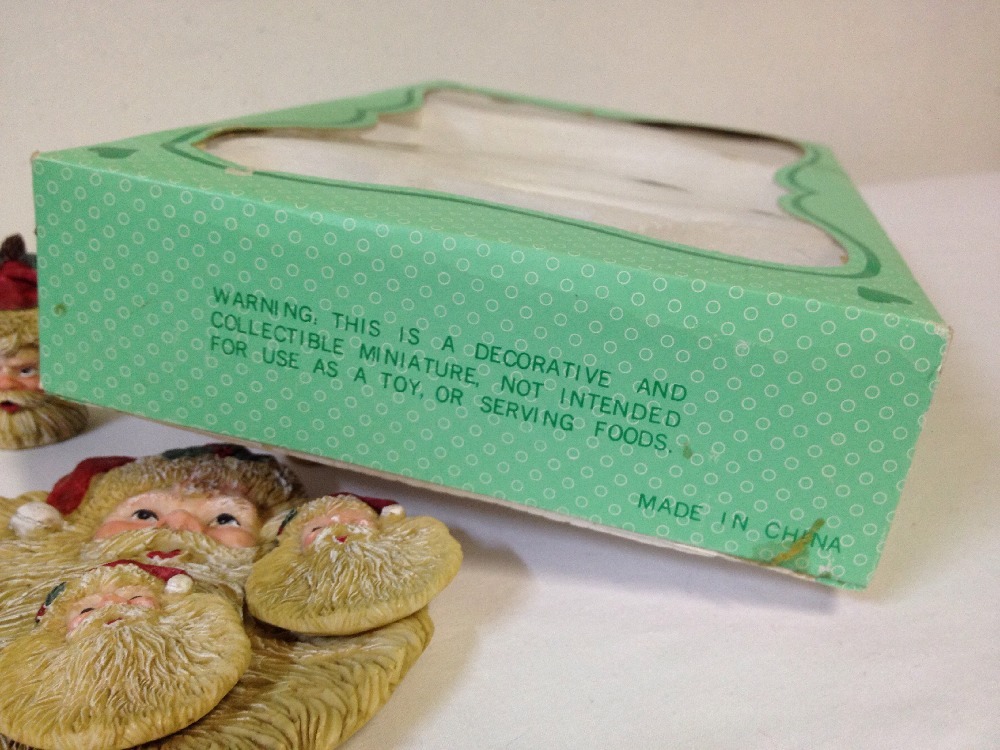 WARNING: THIS IS A DECORATIVE AND
COLLECTIBLE MINIATURE, NOT INTENDED
FOR USE AS A TOY, OR SERVING FOODS.
MADE IN CHINA